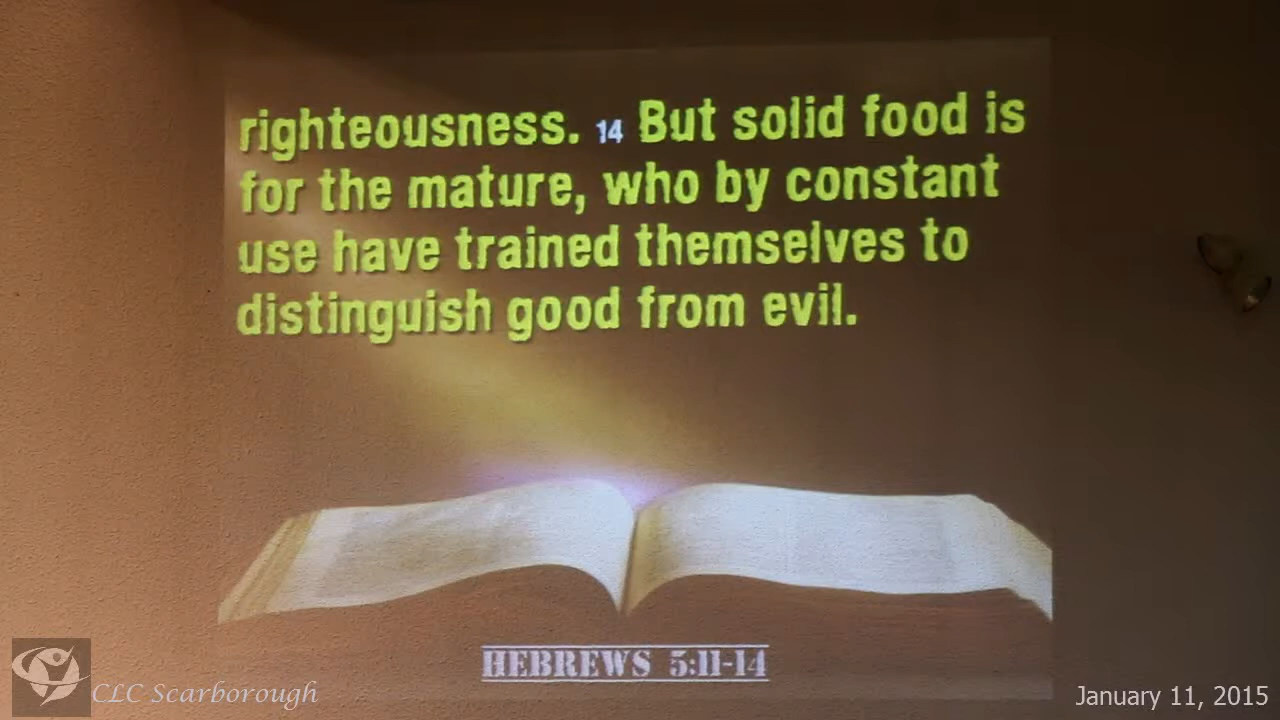 righteousness. 14 But solid food is
for the mature, who by constant
use have trained themselves to
distinguish good from evil.
HEBREWS 5:11-14
CLC Scarborough
January 11, 2015